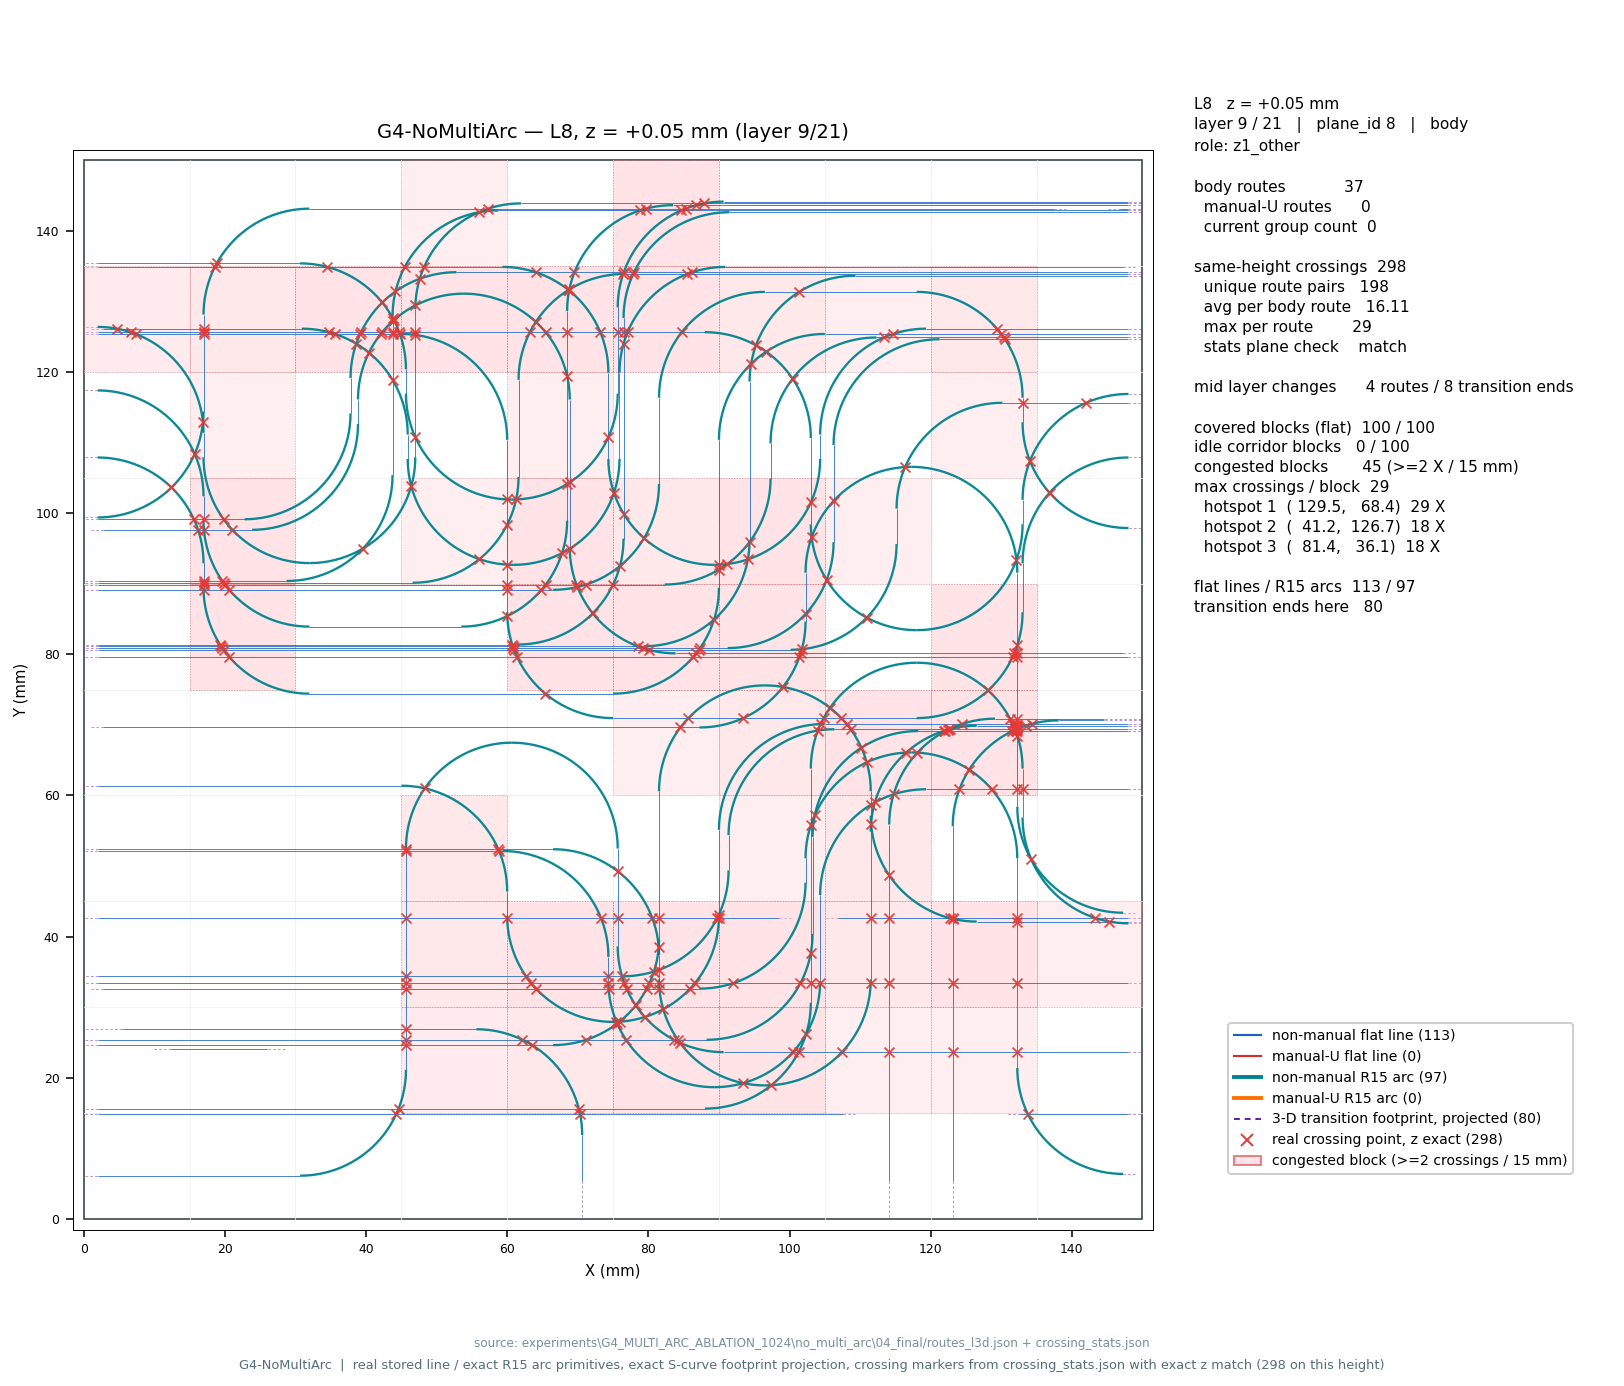 L8   z = +0.05 mm
layer 9 / 21   |   plane_id 8   |   body
role: z1_other
body routes   37
manual-U routes   0
current group count  0
same-height crossings  298
unique route pairs   198
avg per body route   16.11
max per route   29
stats plane check   match
mid layer changes   4 routes / 8 transition ends
covered blocks (flat)  100 / 100
idle corridor blocks   0 / 100
congested blocks   45 (>=2 X / 15 mm)
max crossings / block  29
hotspot 1  ( 129.5,   68.4)  29 X
hotspot 2  (  41.2,  126.7)  18 X
hotspot 3  (  81.4,   36.1)  18 X
flat lines / R15 arcs  113 / 97
transition ends here   80
G4-NoMultiArc — L8, z = +0.05 mm (layer 9/21)
Y (mm)
140
120
100
80
60
40
20
0
0 20 40 60 80 100 120 140
X (mm)
non-manual flat line (113)
manual-U flat line (0)
non-manual R15 arc (97)
manual-U R15 arc (0)
3-D transition footprint, projected (80)
real crossing point, z exact (298)
congested block (>=2 crossings / 15 mm)
source: experiments\G4_MULTI_ARC_ABLATION_1024\no_multi_arc\04_final/routes_l3d.json + crossing_stats.json
G4-NoMultiArc  |  real stored line / exact R15 arc primitives, exact S-curve footprint projection, crossing markers from crossing_stats.json with exact z match (298 on this height)